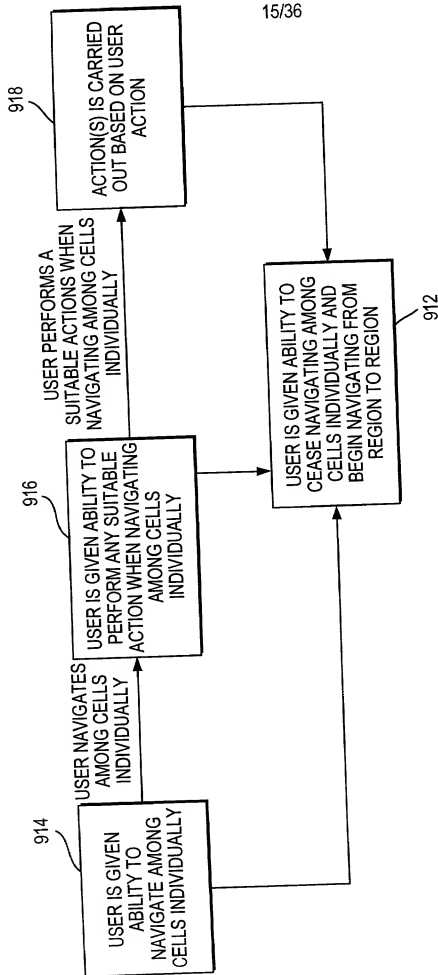 15/36
914
USER IS GIVEN
ABILITY TO
NAVIGATE AMONG
CELLS INDIVIDUALLY
USER NAVIGATES
AMONG CELLS
INDIVIDUALLY
916
USER IS GIVEN ABILITY TO
PERFORM ANY SUITABLE
ACTION WHEN NAVIGATING
AMONG CELLS
INDIVIDUALLY
USER PERFORMS A
SUITABLE ACTIONS WHEN
NAVIGATING AMONG CELLS
INDIVIDUALLY
918
ACTION(S) IS CARRIED
OUT BASED ON USER
ACTION
USER IS GIVEN ABILITY TO
CEASE NAVIGATING AMONG
CELLS INDIVIDUALLY AND
BEGIN NAVIGATING FROM
REGION TO REGION
912